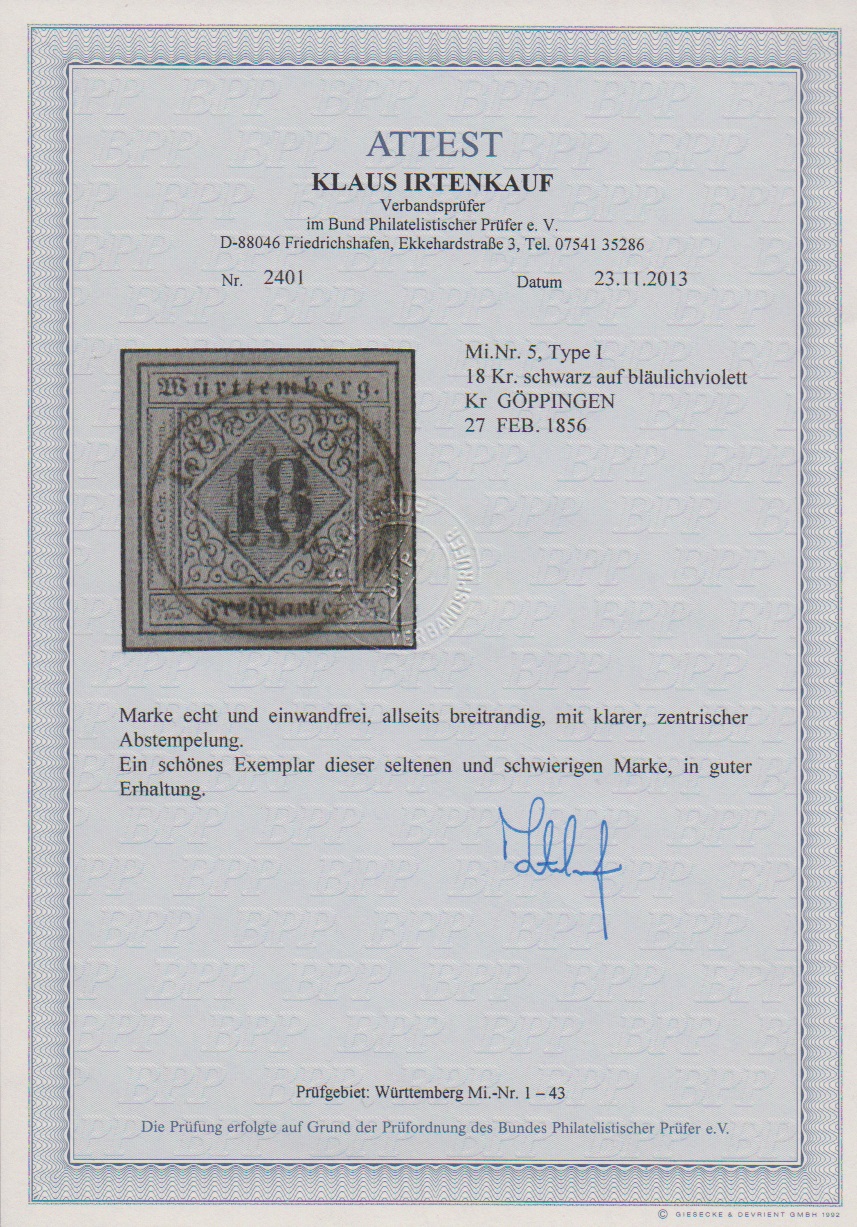 ATTEST
KLAUS IRTENKAUF
Verbandsprüfer
im Bund Philatelistischer Prüfer e. V.
D-88046 Friedrichshafen, Ekkehardstraße 3, Tel. 07541 35286
Nr. 2401 Datum 23.11.2013
Mi.Nr. 5, Type I
18 Kr. schwarz auf bläulichviolett
Kr GÖPPINGEN
27 FEB. 1856
Württemberg.
18
Freimarke
BPP
VERBANDSPRÜFER
Marke echt und einwandfrei, allseits breitrandig, mit klarer, zentrischer
Abstempelung.
Ein schönes Exemplar dieser seltenen und schwierigen Marke, in guter
Erhaltung.
Prüfgebiet: Württemberg Mi.-Nr. 1 – 43
Die Prüfung erfolgte auf Grund der Prüfordnung des Bundes Philatelistischer Prüfer e.V.
© GIESECKE & DEVRIENT GMBH 1992